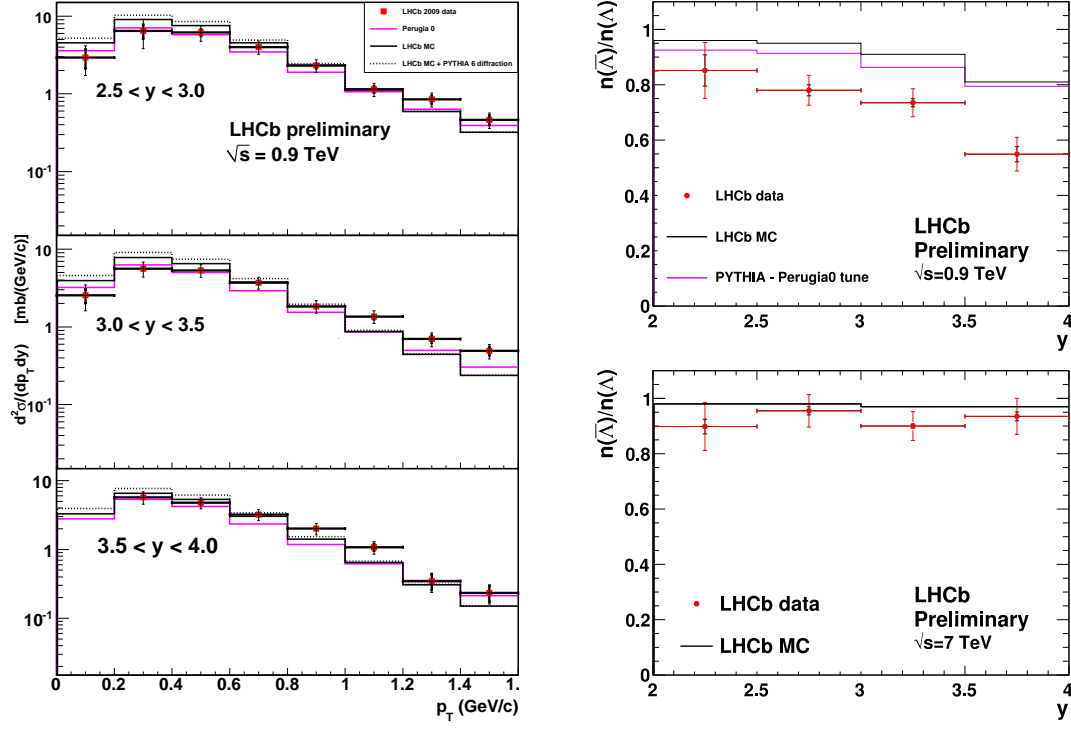 10
1
10⁻¹
LHCb 2009 data
Perugia 0
LHCb MC
LHCb MC + PYTHIA 6 diffraction
2.5 < y < 3.0
LHCb preliminary
√s = 0.9 TeV
10
1
10⁻¹
3.0 < y < 3.5
d²σ/(dp_T dy) [mb/(GeV/c)]
10
1
10⁻¹
3.5 < y < 4.0
0 0.2 0.4 0.6 0.8 1 1.2 1.4 1.
p_T (GeV/c)
n(Λ̅)/n(Λ)
1
0.8
0.6
0.4
0.2
0
LHCb data
LHCb MC
PYTHIA - Perugia0 tune
LHCb
Preliminary
√s=0.9 TeV
2 2.5 3 3.5 4
y
n(Λ̅)/n(Λ)
1
0.8
0.6
0.4
0.2
0
LHCb data
LHCb MC
LHCb
Preliminary
√s=7 TeV
2 2.5 3 3.5 4
y